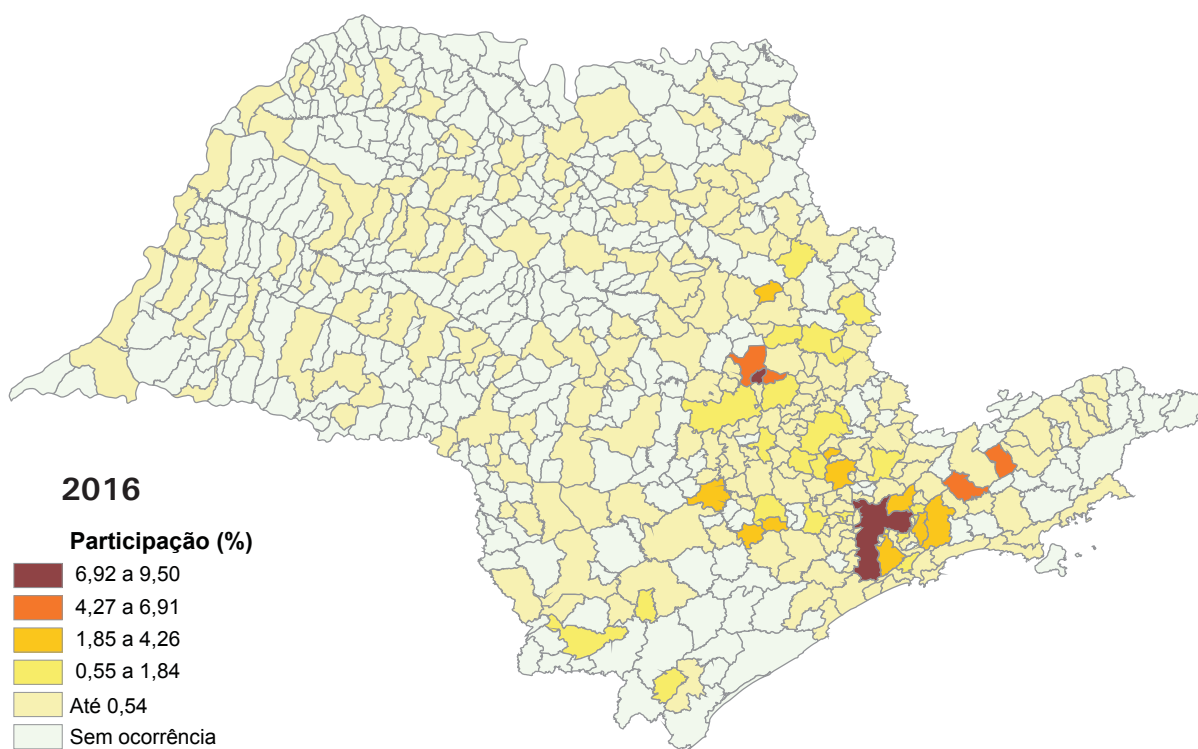 2016
Participação (%)
6,92 a 9,50
4,27 a 6,91
1,85 a 4,26
0,55 a 1,84
Até 0,54
Sem ocorrência